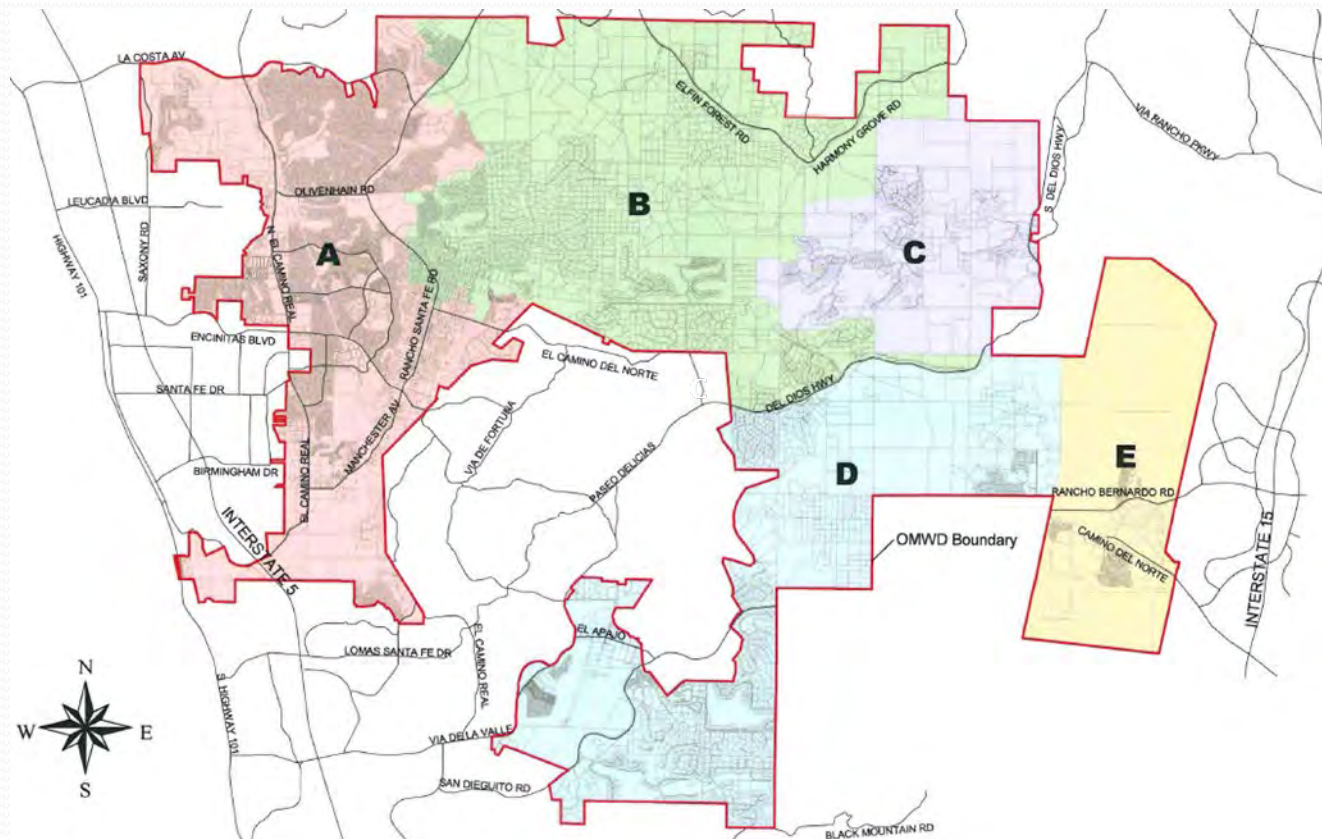 LA COSTA AV
ELFIN FOREST RD
HARMONY GROVE RD
VIA RANCHO PKWY
S DEL DIOS HWY
OLIVENHAIN RD
LEUCADIA BLVD
SAXONY RD
HIGHWAY 101
N EL CAMINO REAL
A
B
C
RANCHO SANTA FE RD
ENCINITAS BLVD
EL CAMINO DEL NORTE
SANTA FE DR
DEL DIOS HWY
VIA DE FORTUNA
MANCHESTER AV
BIRMINGHAM DR
EL CAMINO REAL
PASEO DELICIAS
D
E
RANCHO BERNARDO RD
INTERSTATE 5
OMWD Boundary
CAMINO DEL NORTE
INTERSTATE 15
EL APAJO
LOMAS SANTA FE DR
EL CAMINO REAL
S HIGHWAY 101
N
W
E
S
VIA DE LA VALLE
SAN DIEGUITO RD
BLACK MOUNTAIN RD